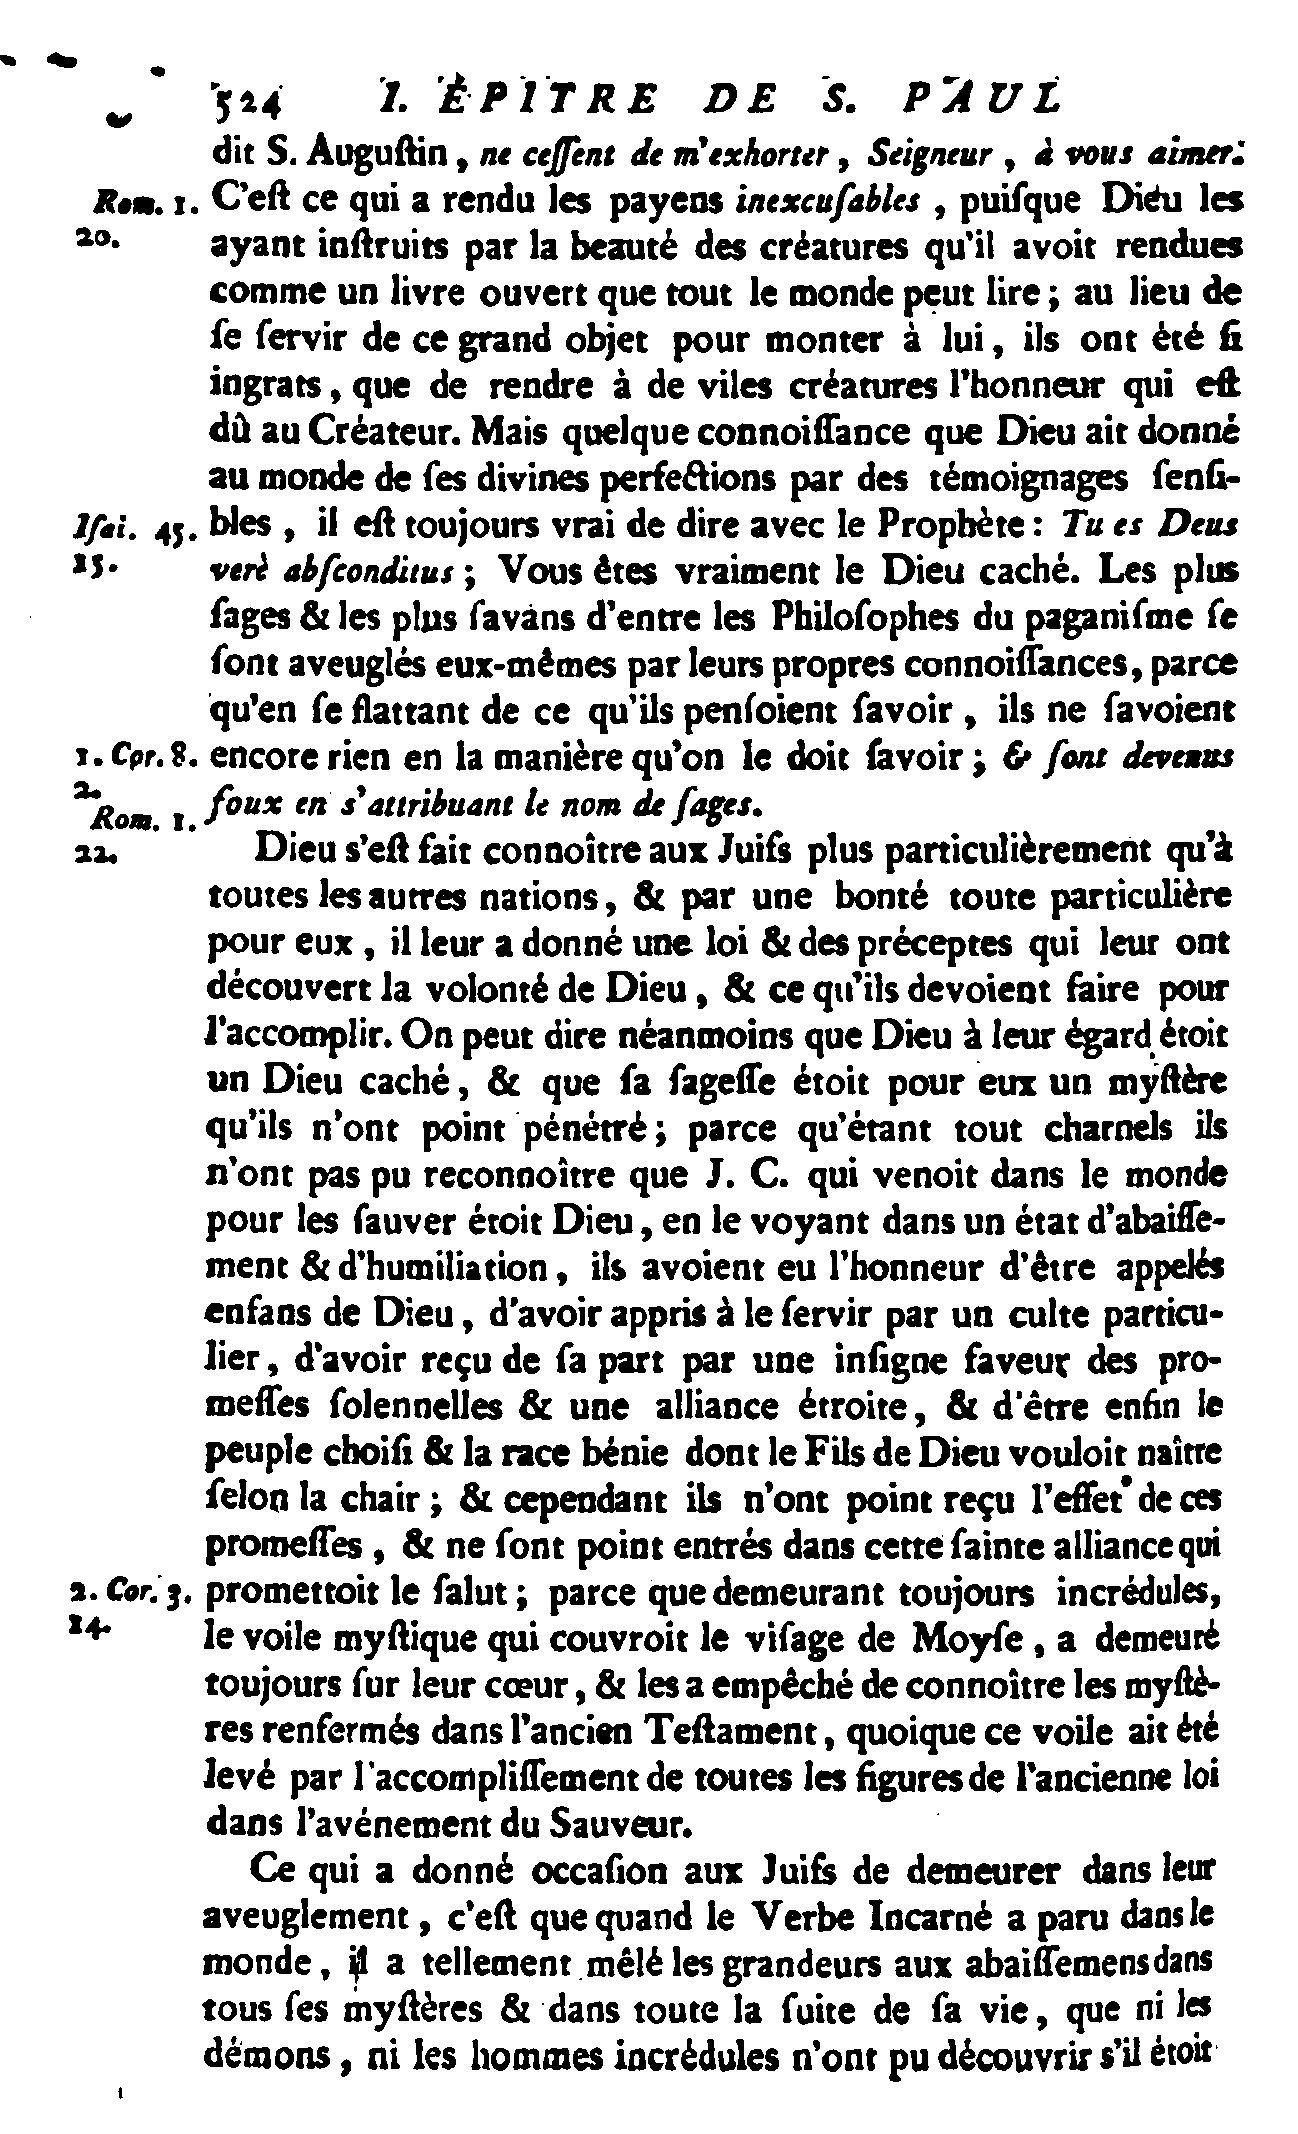 524 I. ÉPITRE DE S. PAUL
dit S. Auguſtin, ne ceſſent de m'exhorter, Seigneur, à vous aimer.
Rom. 1. C'eſt ce qui a rendu les payens inexcuſables, puiſque Dieu les
20. ayant inſtruits par la beauté des créatures qu'il avoit rendues
comme un livre ouvert que tout le monde peut lire; au lieu de
ſe ſervir de ce grand objet pour monter à lui, ils ont été ſi
ingrats, que de rendre à de viles créatures l'honneur qui eſt
dû au Créateur. Mais quelque connoiſſance que Dieu ait donné
au monde de ſes divines perfections par des témoignages ſenſi-
Iſai. 45. bles, il eſt toujours vrai de dire avec le Prophète: Tu es Deus
15. verè abſconditus; Vous êtes vraiment le Dieu caché. Les plus
ſages & les plus ſavans d'entre les Philoſophes du paganiſme ſe
ſont aveuglés eux-mêmes par leurs propres connoiſſances, parce
qu'en ſe flattant de ce qu'ils penſoient ſavoir, ils ne ſavoient
1. Cor. 8. encore rien en la manière qu'on le doit ſavoir; & ſont devenus
2.
Rom. 1. foux en s'attribuant le nom de ſages.
22. Dieu s'eſt fait connoître aux Juifs plus particulièrement qu'à
toutes les autres nations, & par une bonté toute particulière
pour eux, il leur a donné une loi & des préceptes qui leur ont
découvert la volonté de Dieu, & ce qu'ils devoient faire pour
l'accomplir. On peut dire néanmoins que Dieu à leur égard étoit
un Dieu caché, & que ſa ſageſſe étoit pour eux un myſtère
qu'ils n'ont point pénétré; parce qu'étant tout charnels ils
n'ont pas pu reconnoître que J. C. qui venoit dans le monde
pour les ſauver étoit Dieu, en le voyant dans un état d'abaiſſe-
ment & d'humiliation, ils avoient eu l'honneur d'être appelés
enfans de Dieu, d'avoir appris à le ſervir par un culte particu-
lier, d'avoir reçu de ſa part par une inſigne faveur des pro-
meſſes ſolennelles & une alliance étroite, & d'être enfin le
peuple choiſi & la race bénie dont le Fils de Dieu vouloit naître
ſelon la chair; & cependant ils n'ont point reçu l'effet de ces
promeſſes, & ne ſont point entrés dans cette ſainte alliance qui
2. Cor. 3. promettoit le ſalut; parce que demeurant toujours incrédules,
14. le voile myſtique qui couvroit le viſage de Moyſe, a demeuré
toujours ſur leur cœur, & les a empêché de connoître les myſtè-
res renfermés dans l'ancien Teſtament, quoique ce voile ait été
levé par l'accompliſſement de toutes les figures de l'ancienne loi
dans l'avénement du Sauveur.
Ce qui a donné occaſion aux Juifs de demeurer dans leur
aveuglement, c'eſt que quand le Verbe Incarné a paru dans le
monde, il a tellement mêlé les grandeurs aux abaiſſemens dans
tous ſes myſtères & dans toute la ſuite de ſa vie, que ni les
démons, ni les hommes incrédules n'ont pu découvrir s'il étoit